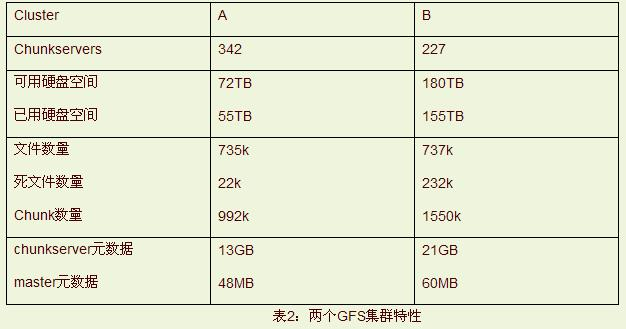 Cluster A B
Chunkservers 342 227
可用硬盘空间 72TB 180TB
已用硬盘空间 55TB 155TB
文件数量 735k 737k
死文件数量 22k 232k
Chunk数量 992k 1550k
chunkserver元数据 13GB 21GB
master元数据 48MB 60MB
表2：两个GFS集群特性